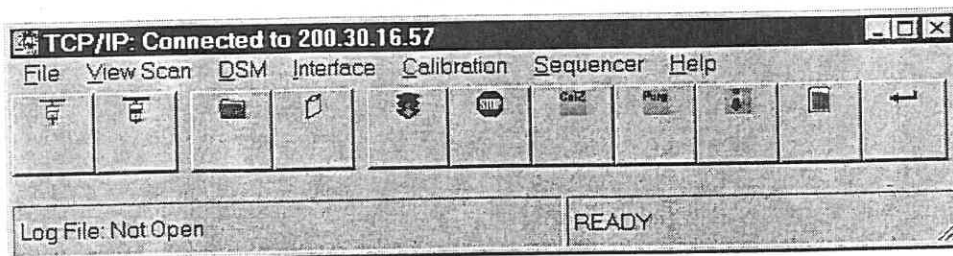 TCP/IP: Connected to 200.30.16.57
File View Scan DSM Interface Calibration Sequencer Help
STOP CalZ Purg
Log File: Not Open READY